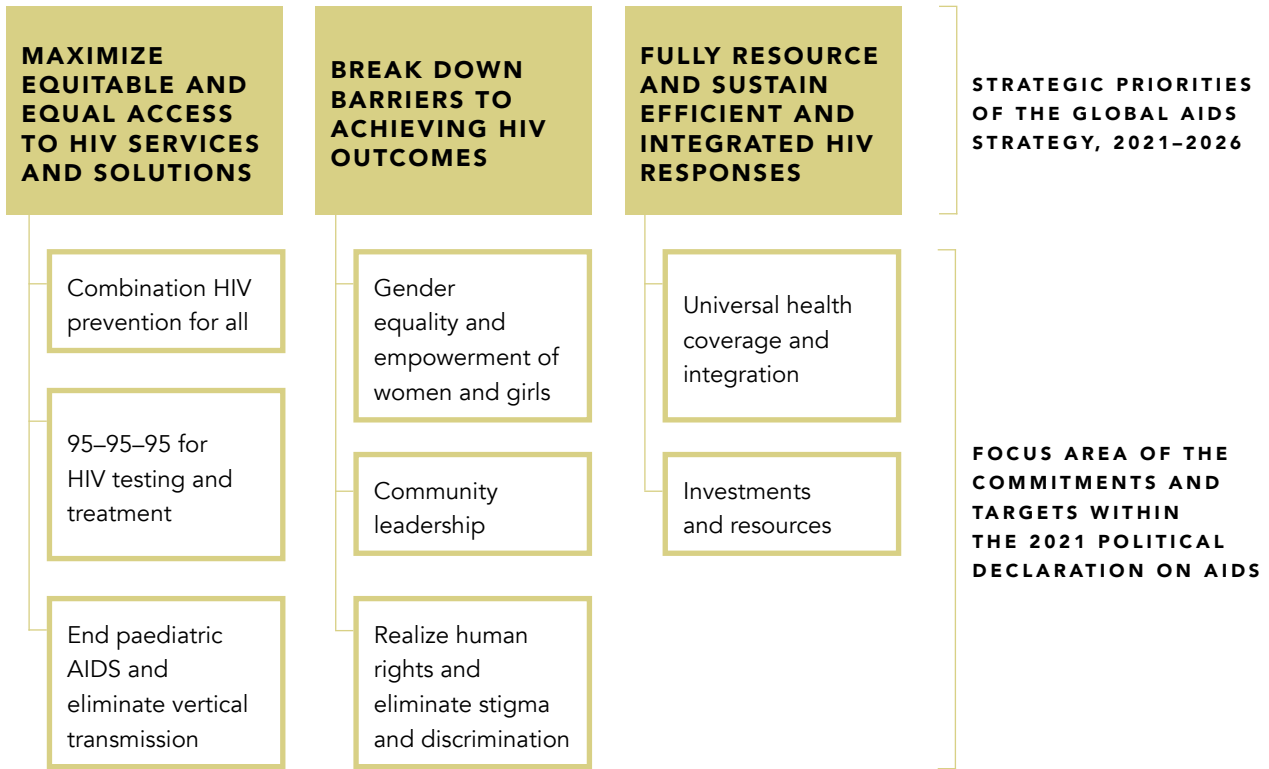 MAXIMIZE
EQUITABLE AND
EQUAL ACCESS
TO HIV SERVICES
AND SOLUTIONS
BREAK DOWN
BARRIERS TO
ACHIEVING HIV
OUTCOMES
FULLY RESOURCE
AND SUSTAIN
EFFICIENT AND
INTEGRATED HIV
RESPONSES
STRATEGIC PRIORITIES
OF THE GLOBAL AIDS
STRATEGY, 2021–2026
Combination HIV
prevention for all
95–95–95 for
HIV testing and
treatment
End paediatric
AIDS and
eliminate vertical
transmission
Gender
equality and
empowerment of
women and girls
Community
leadership
Realize human
rights and
eliminate stigma
and discrimination
Universal health
coverage and
integration
Investments
and resources
FOCUS AREA OF THE
COMMITMENTS AND
TARGETS WITHIN
THE 2021 POLITICAL
DECLARATION ON AIDS